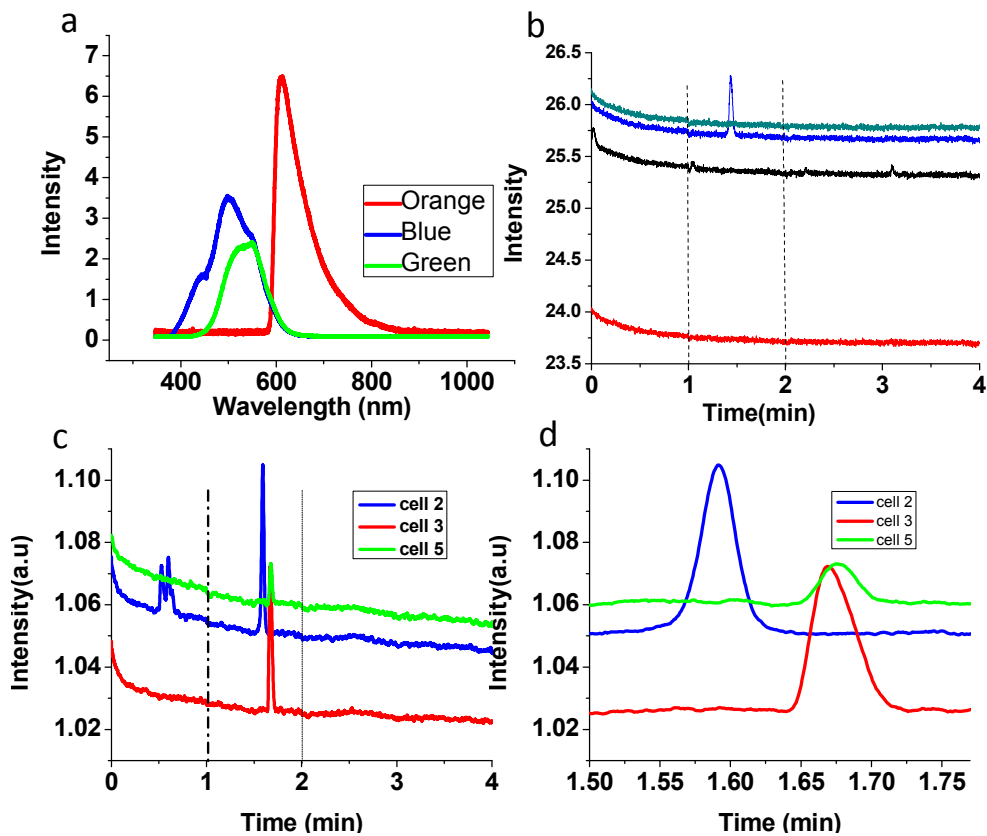 a
7
6
5
4
3
2
1
0
Intensity
Orange
Blue
Green
400 600 800 1000
Wavelength (nm)
b
26.5
26.0
25.5
25.0
24.5
24.0
23.5
Intensity
0 1 2 3 4
Time(min)
c
1.10
1.08
1.06
1.04
1.02
Intensity(a.u)
cell 2
cell 3
cell 5
0 1 2 3 4
Time (min)
d
1.10
1.08
1.06
1.04
1.02
Intensity(a.u)
cell 2
cell 3
cell 5
1.50 1.60 1.65 1.70 1.75
Time (min)